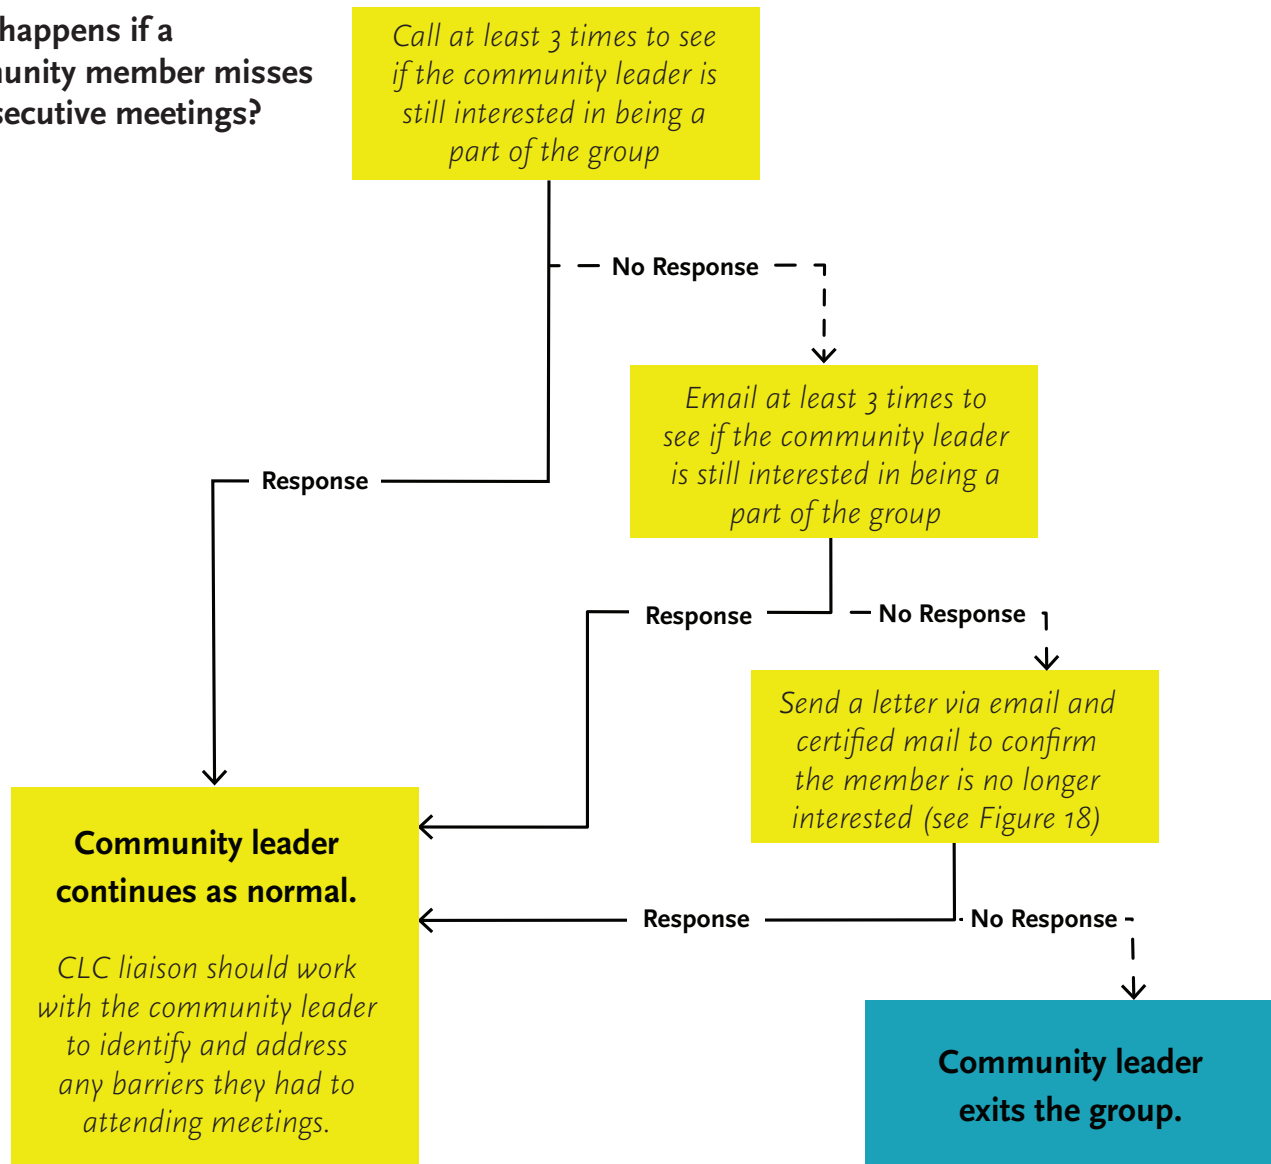 happens if a
munity member misses
secutive meetings?
Call at least 3 times to see
if the community leader is
still interested in being a
part of the group
No Response
Email at least 3 times to
see if the community leader
is still interested in being a
part of the group
Response
Response
No Response
Send a letter via email and
certified mail to confirm
the member is no longer
interested (see Figure 18)
Community leader
continues as normal.
CLC liaison should work
with the community leader
to identify and address
any barriers they had to
attending meetings.
Response
No Response
Community leader
exits the group.